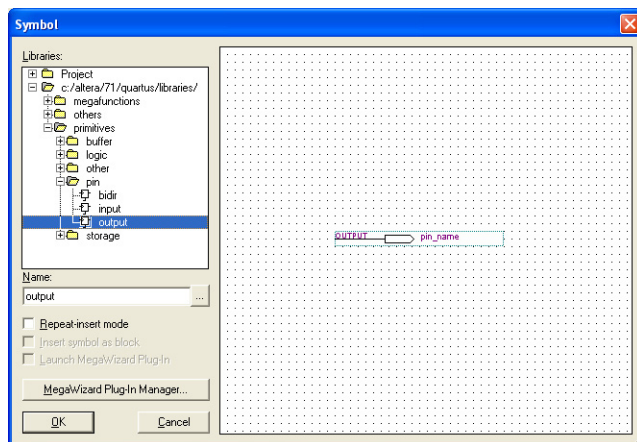 Symbol
Libraries:
Project
c:/altera/71/quartus/libraries/
megafunctions
others
primitives
buffer
logic
other
pin
bidir
input
output
storage
Name:
output
...
Repeat-insert mode
Insert symbol as block
Launch MegaWizard Plug-In
MegaWizard Plug-In Manager...
OK
Cancel
OUTPUT
pin_name